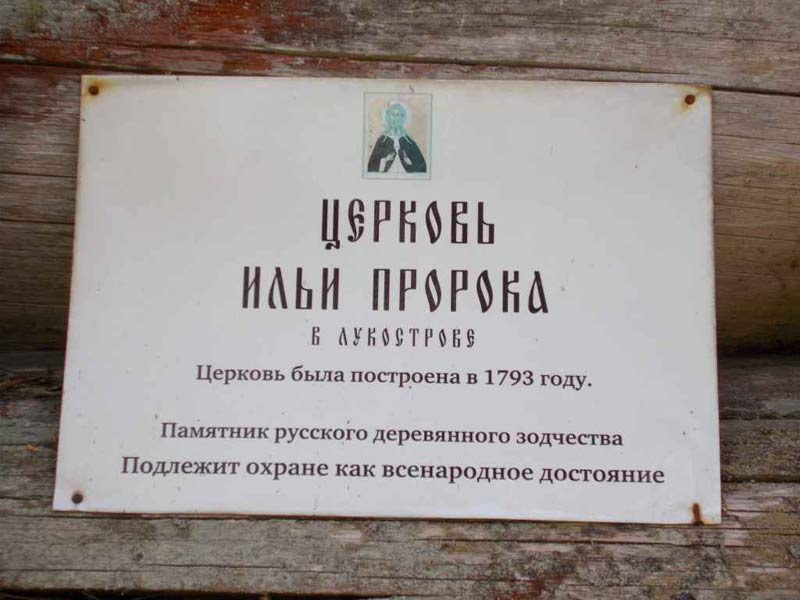 ЦЕРКОВЬ
ИЛЬИ ПРОРОКА
В ЛУКОСТРОВЕ
Церковь была построена в 1793 году.
Памятник русского деревянного зодчества
Подлежит охране как всенародное достояние